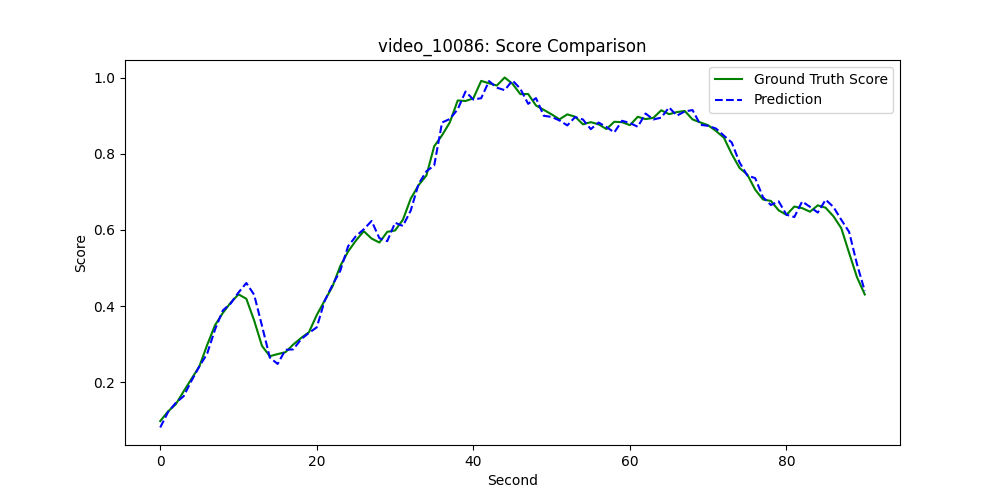 video_10086: Score Comparison
Ground Truth Score
Prediction
Score
1.0
0.8
0.6
0.4
0.2
0 20 40 60 80
Second